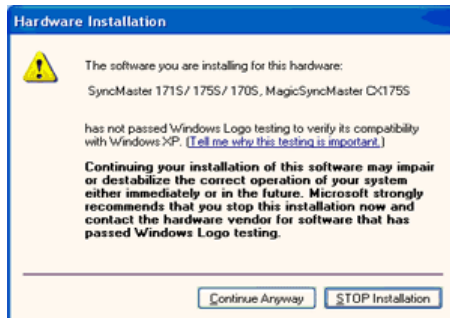 Hardware Installation
The software you are installing for this hardware:
SyncMaster 171S/ 175S/ 170S, MagicSyncMaster CX175S
has not passed Windows Logo testing to verify its compatibility
with Windows XP. (Tell me why this testing is important.)
Continuing your installation of this software may impair
or destabilize the correct operation of your system
either immediately or in the future. Microsoft strongly
recommends that you stop this installation now and
contact the hardware vendor for software that has
passed Windows Logo testing.
Continue Anyway STOP Installation